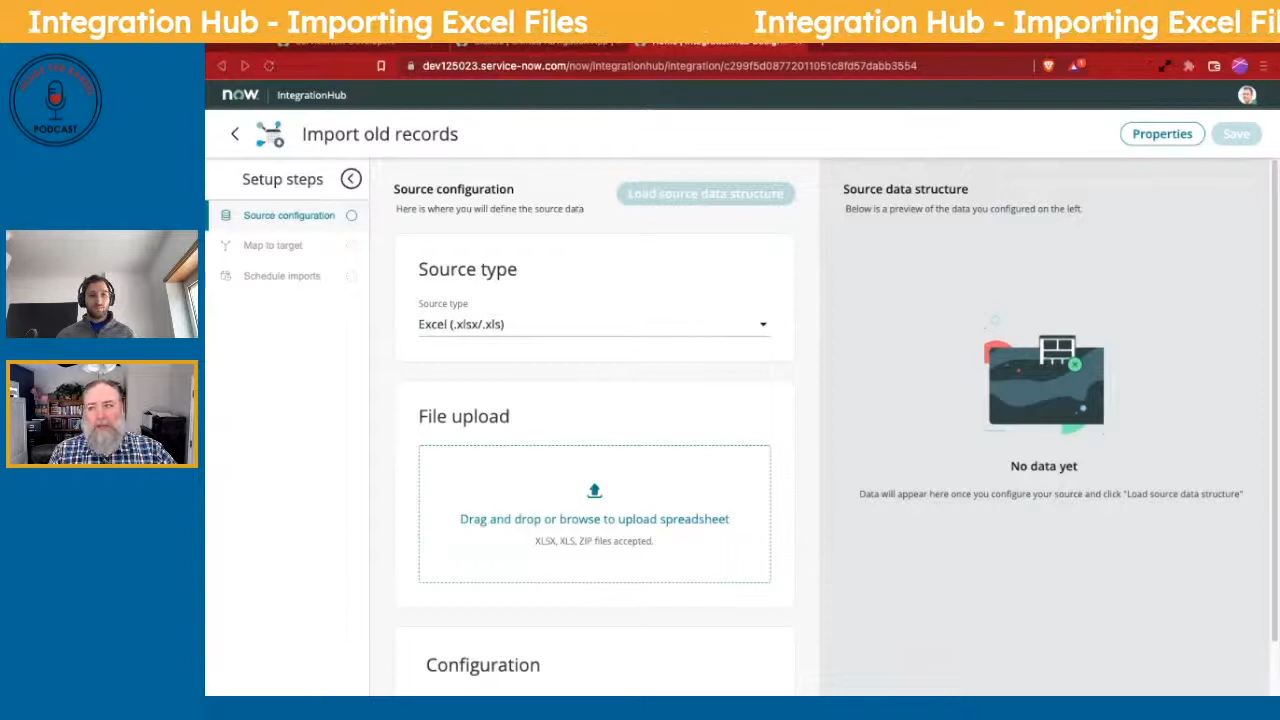 Integration Hub - Importing Excel Files
Integration Hub - Importing Excel Fil
PODCAST
dev125023.service-now.com/now/integrationhub/integration/c299f5d08772011051c8fd57dabb3554
now
IntegrationHub
Import old records
Properties
Save
Setup steps
Source configuration
Map to target
Schedule imports
Source configuration
Load source data structure
Here is where you will define the source data
Source type
Source type
Excel (.xlsx/.xls)
File upload
Drag and drop or browse to upload spreadsheet
XLSX, XLS, ZIP files accepted.
Configuration
Source data structure
Below is a preview of the data you configured on the left.
No data yet
Data will appear here once you configure your source and click "Load source data structure"